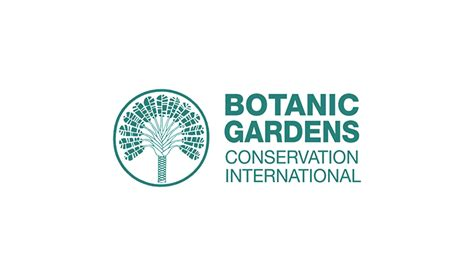 BOTANIC
GARDENS
CONSERVATION
INTERNATIONAL